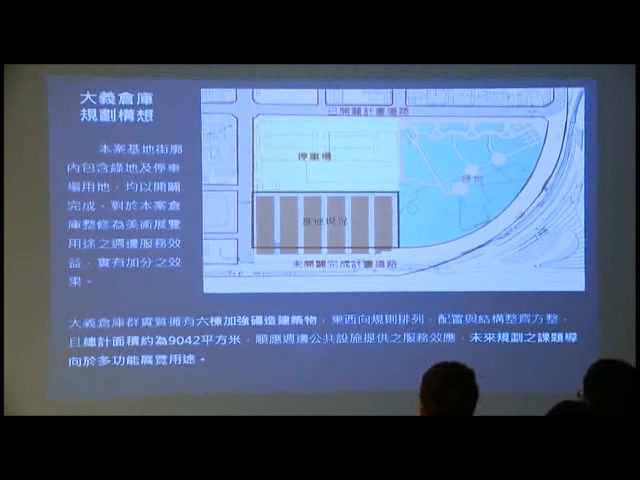 大義倉庫
規劃構想
本案基地街廓
內包含綠地及停車
場用地，均以開闢
完成，對於本案倉
庫整修為美術展覽
用途之週邊服務效
益，實有加分之效
果。
已開闢計畫道路
停車場
綠地
基地現況
未開闢完成計畫道路
大義倉庫群實質擁有六棟加強磚造建築物，東西向規則排列，配置與結構整齊方整，
且總計面積約為9042平方米，順應週邊公共設施提供之服務效應，未來規劃之課題導
向於多功能展覽用途。